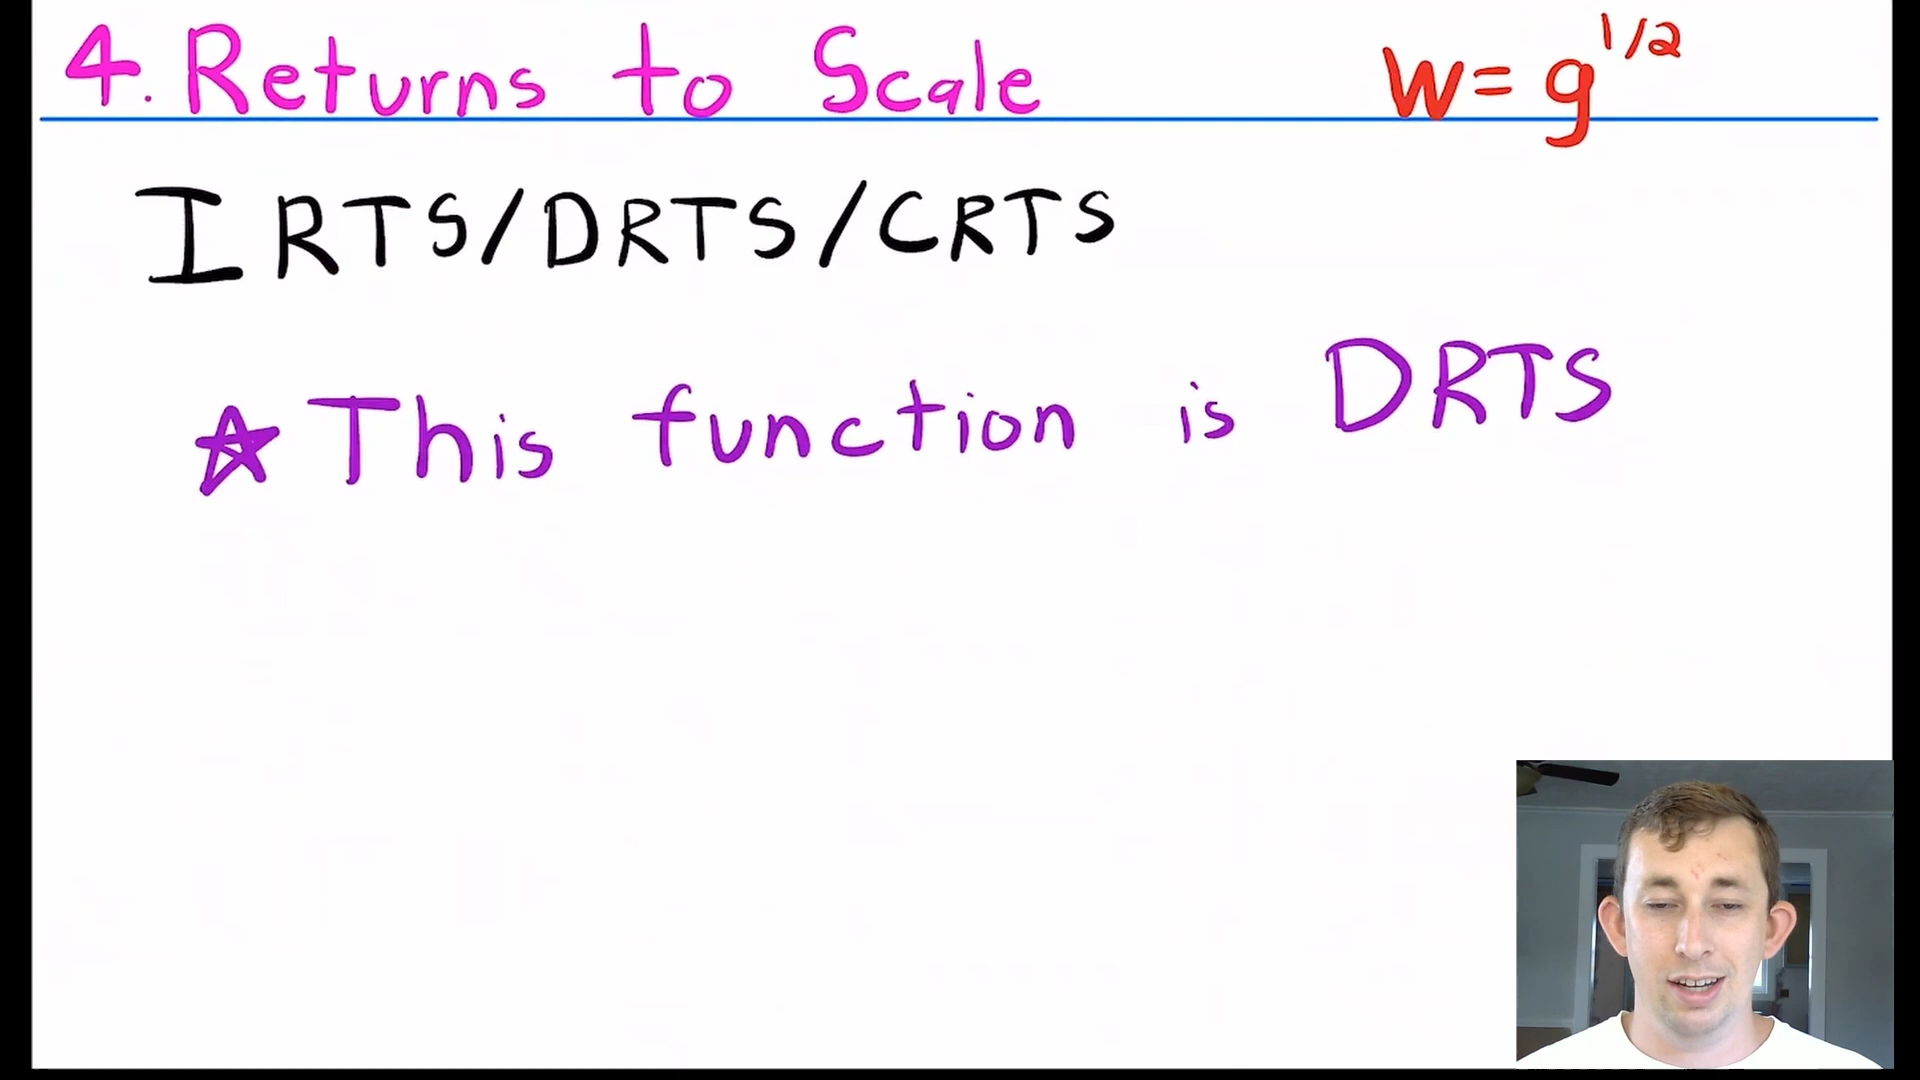 4. Returns to Scale
w = g^1/2
IRTS/DRTS/CRTS
☆ This function is DRTS